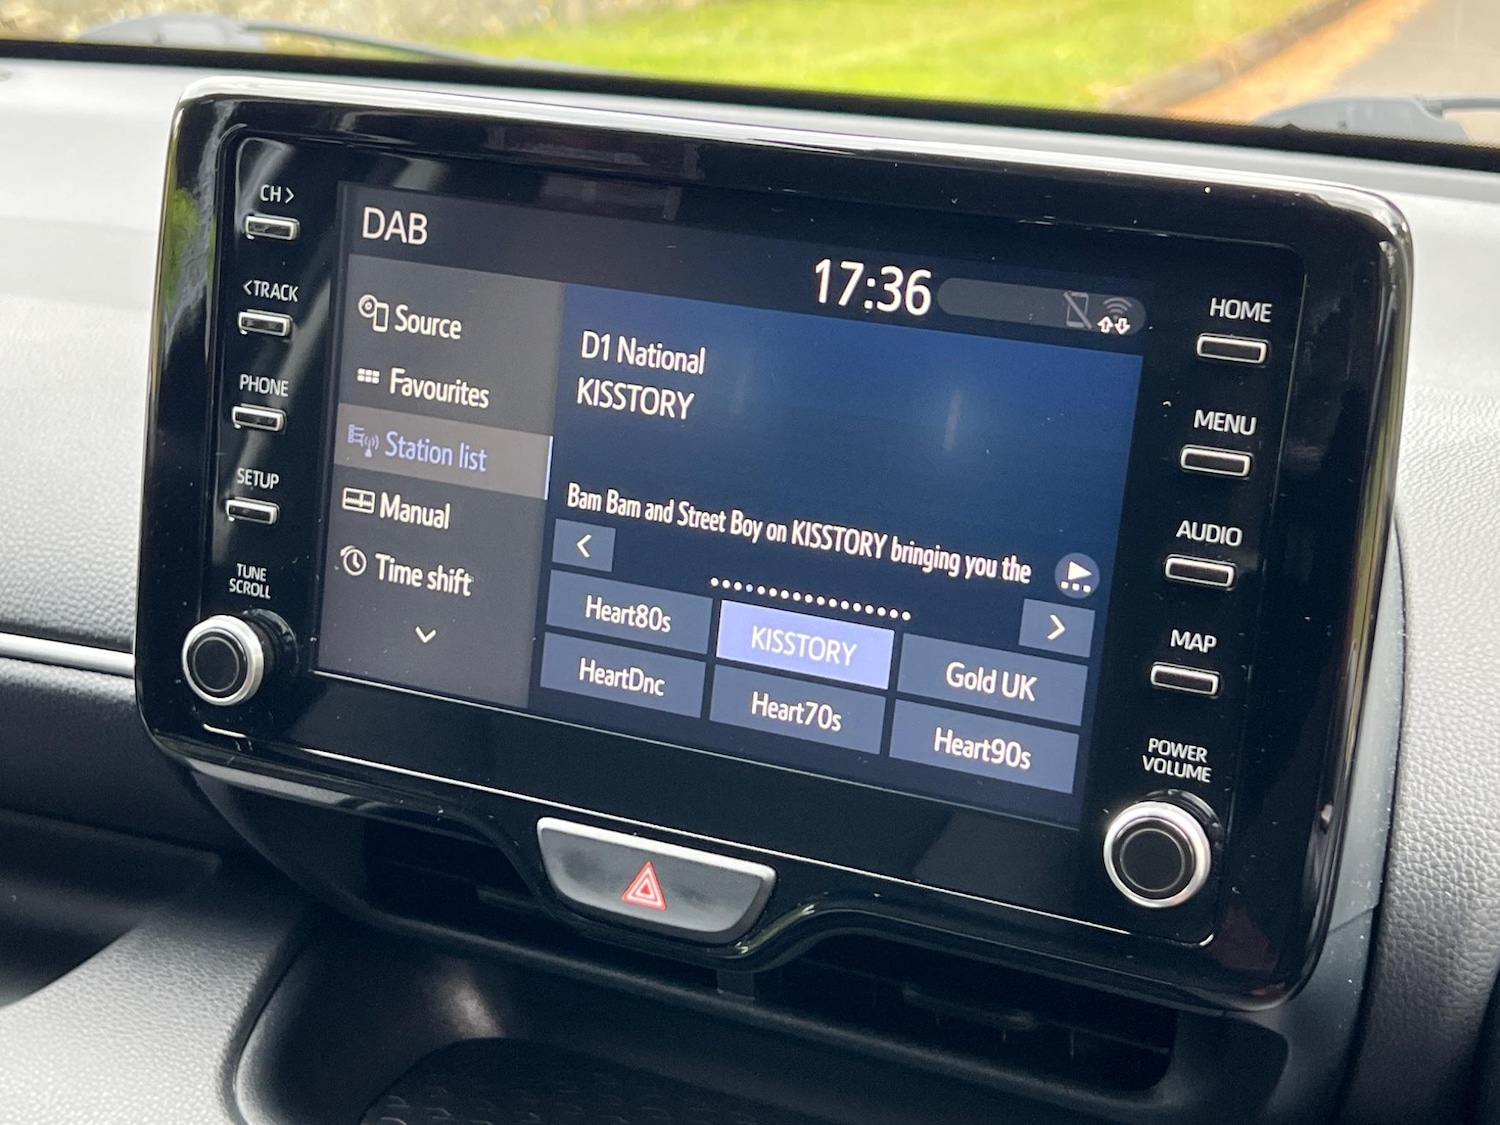 CH>
<TRACK
PHONE
SETUP
TUNE
SCROLL
DAB
17:36
Source
Favourites
Station list
Manual
Time shift
D1 National
KISSTORY
Bam Bam and Street Boy on KISSTORY bringing you the
<
>
Heart80s
KISSTORY
Gold UK
HeartDnc
Heart70s
Heart90s
HOME
MENU
AUDIO
MAP
POWER
VOLUME